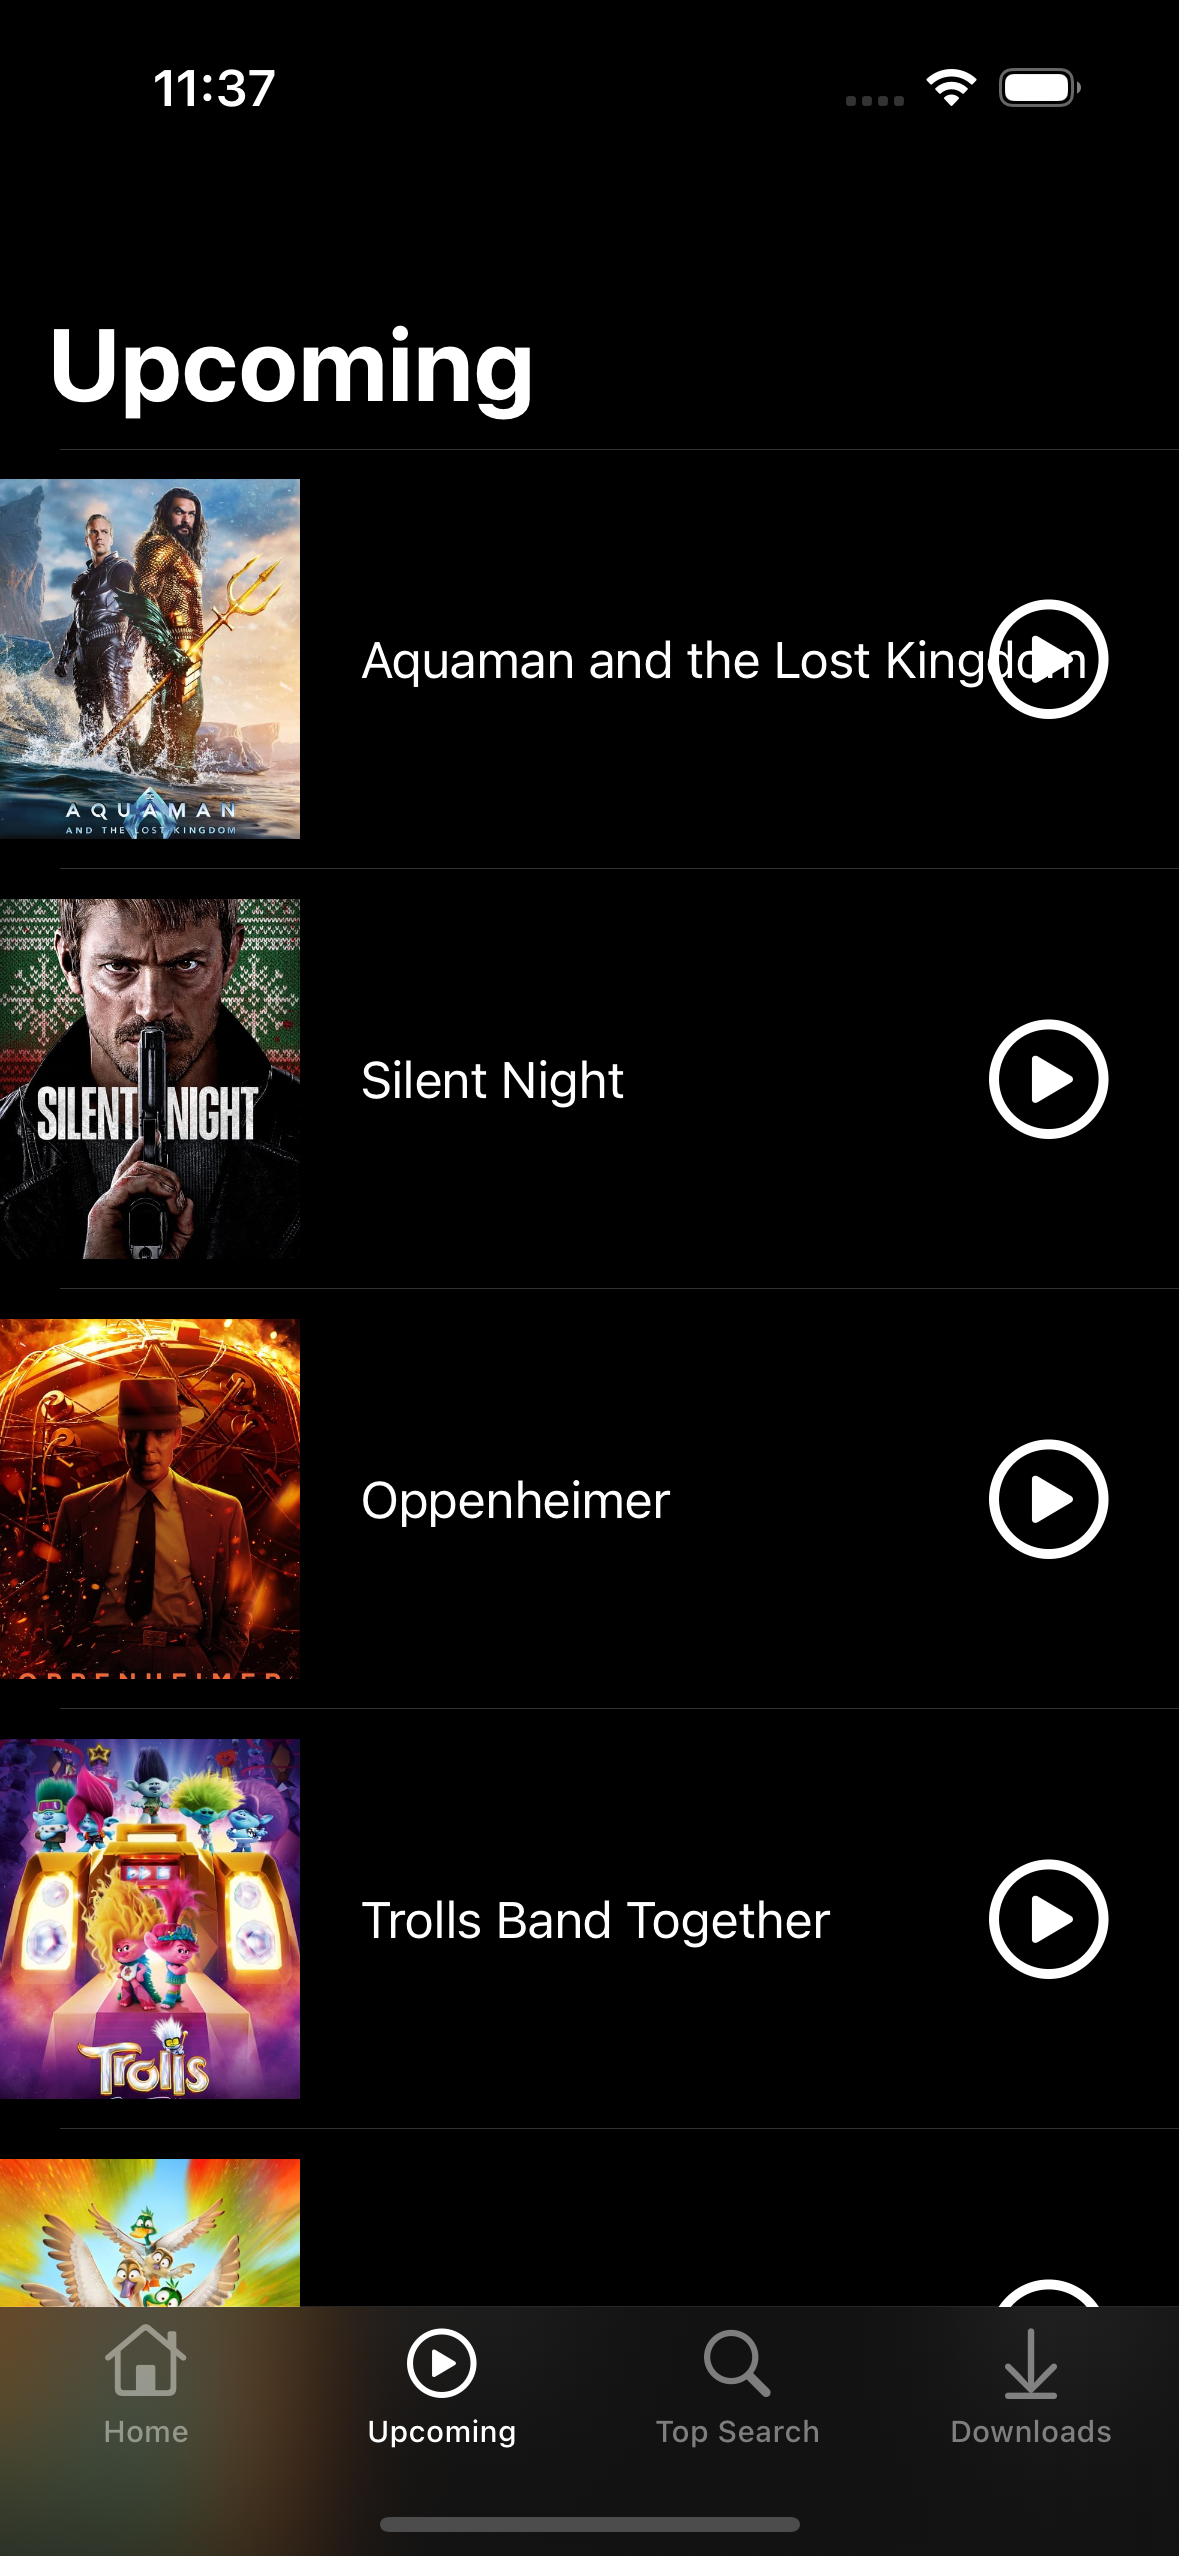 11:37
Upcoming
Aquaman and the Lost Kingdom
AQUAMAN
AND THE LOST KINGDOM
Silent Night
SILENT NIGHT
Oppenheimer
OPPENHEIMER
Trolls Band Together
Trolls
Home
Upcoming
Top Search
Downloads